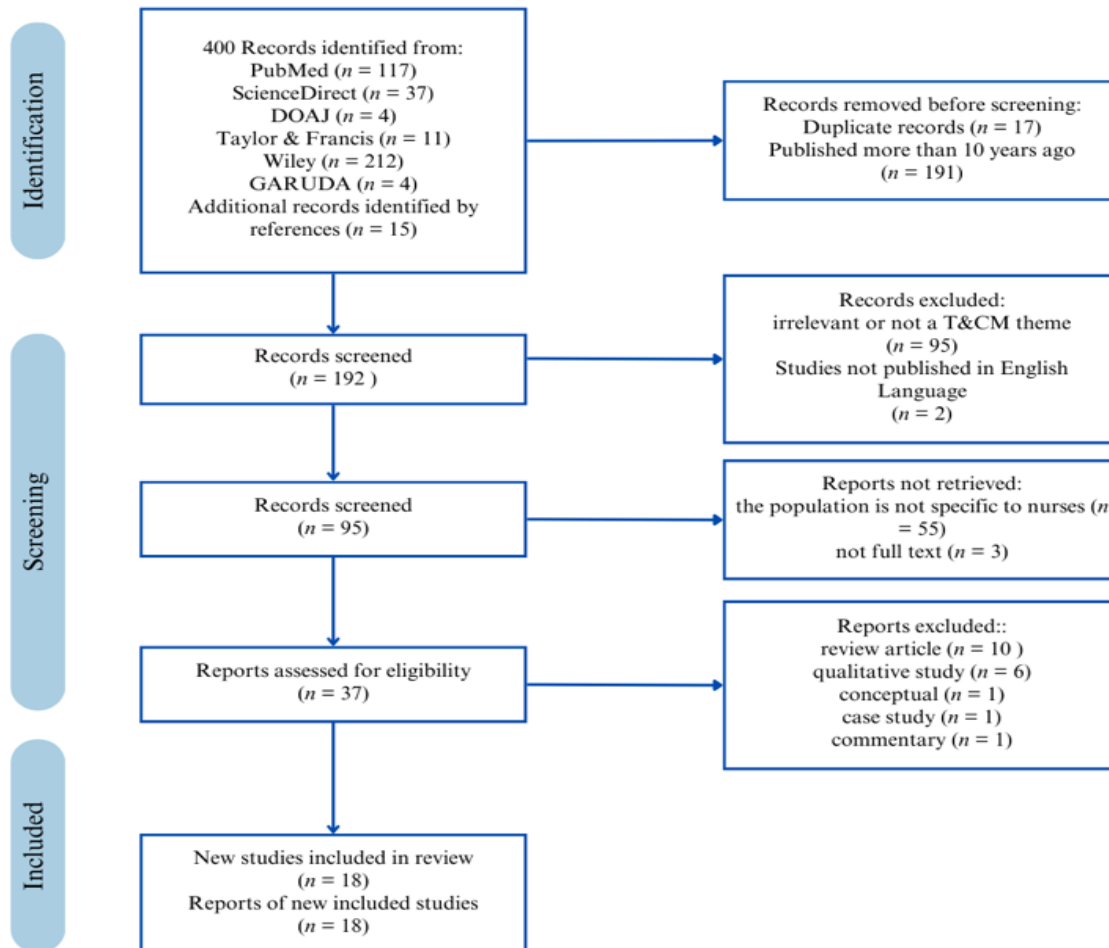 Identification
400 Records identified from:
PubMed (n = 117)
ScienceDirect (n = 37)
DOAJ (n = 4)
Taylor & Francis (n = 11)
Wiley (n = 212)
GARUDA (n = 4)
Additional records identified by
references (n = 15)
Records removed before screening:
Duplicate records (n = 17)
Published more than 10 years ago
(n = 191)
Screening
Records screened
(n = 192 )
Records excluded:
irrelevant or not a T&CM theme
(n = 95)
Studies not published in English
Language
(n = 2)
Records screened
(n = 95)
Reports not retrieved:
the population is not specific to nurses (n
= 55)
not full text (n = 3)
Reports assessed for eligibility
(n = 37)
Reports excluded::
review article (n = 10 )
qualitative study (n = 6)
conceptual (n = 1)
case study (n = 1)
commentary (n = 1)
Included
New studies included in review
(n = 18)
Reports of new included studies
(n = 18)